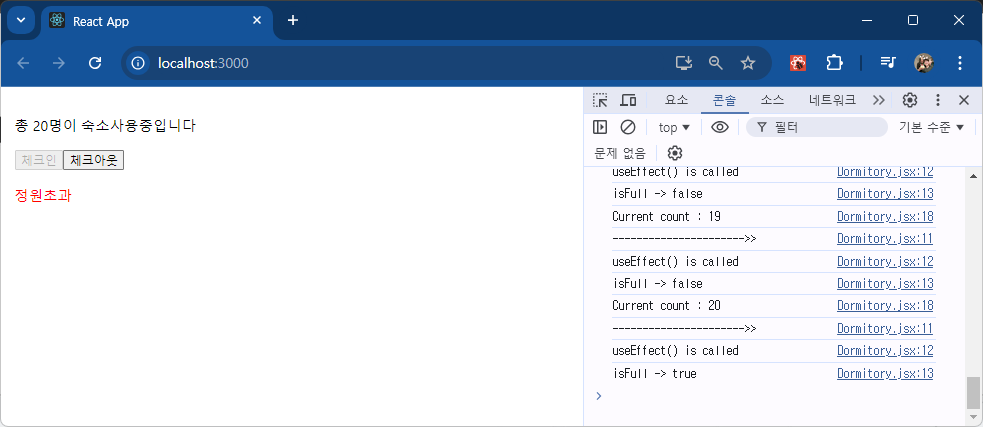 React App
localhost:3000
총 20명이 숙소사용중입니다
체크인 체크아웃
정원초과
요소 콘솔 소스 네트워크
top 필터 기본 수준
문제 없음
useEffect() is called Dormitory.jsx:12
isFull -> false Dormitory.jsx:13
Current count : 19 Dormitory.jsx:18
---------------------->> Dormitory.jsx:11
useEffect() is called Dormitory.jsx:12
isFull -> false Dormitory.jsx:13
Current count : 20 Dormitory.jsx:18
---------------------->> Dormitory.jsx:11
useEffect() is called Dormitory.jsx:12
isFull -> true Dormitory.jsx:13